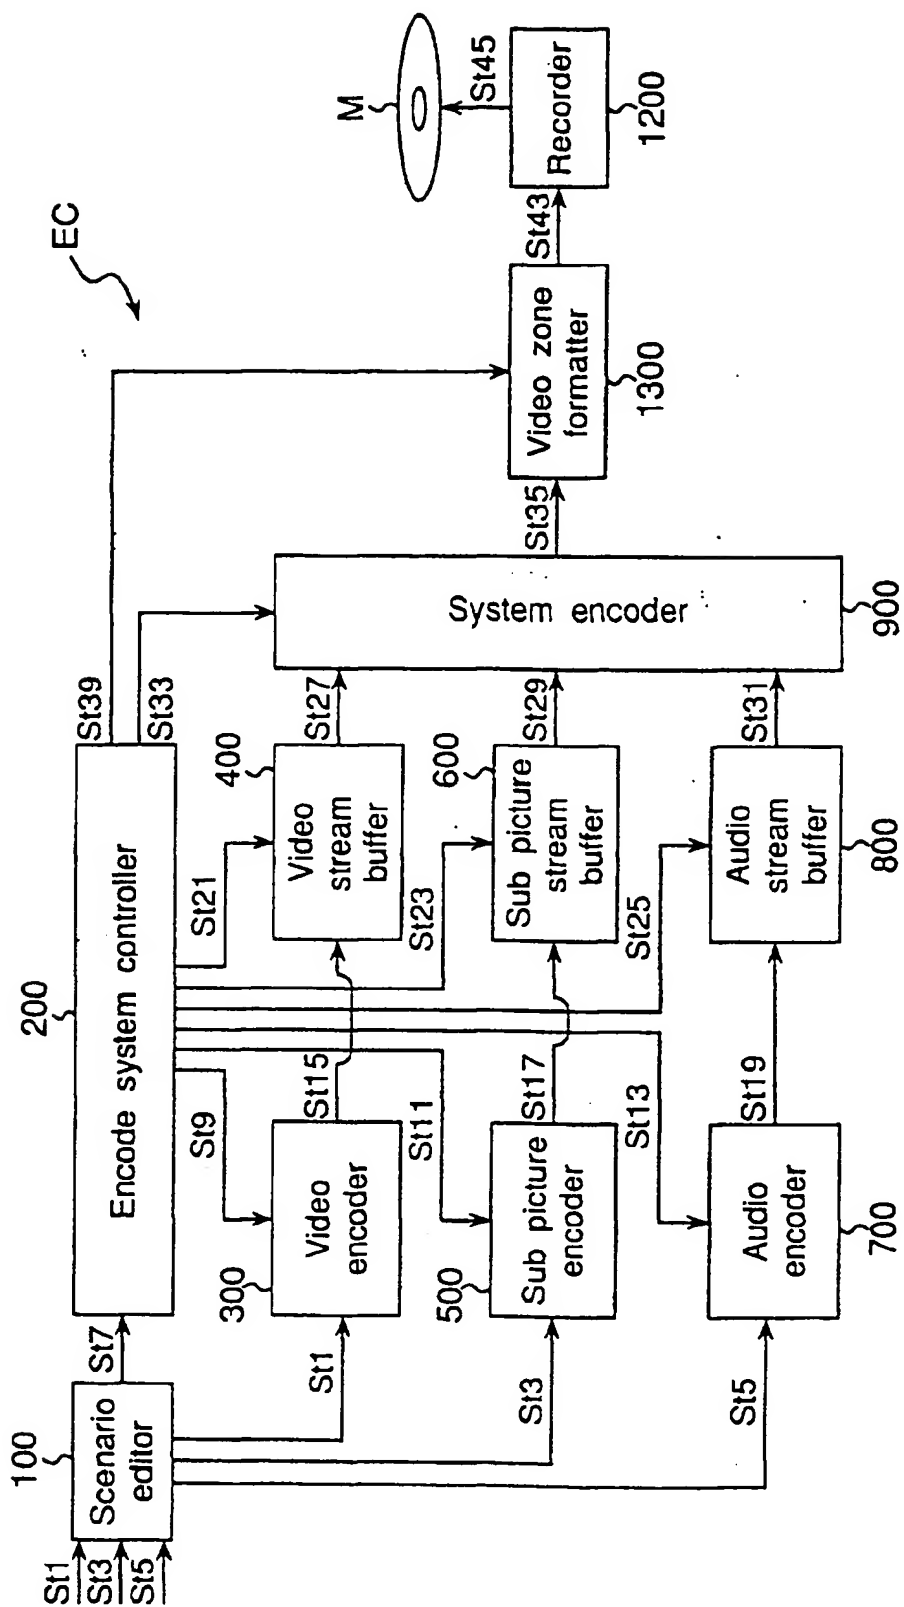 EC
100
Scenario
editor
St1
St3
St5
St7
200
Encode system controller
St39
St33
St9
St11
St13
St21
St23
St25
St1
St3
St5
300
Video
encoder
St15
400
Video
stream
buffer
St27
500
Sub picture
encoder
St17
600
Sub picture
stream
buffer
St29
Audio
encoder
700
St19
Audio
stream
buffer
800
St31
System encoder
900
St35
Video zone
formatter
1300
St43
Recorder
1200
St45
M